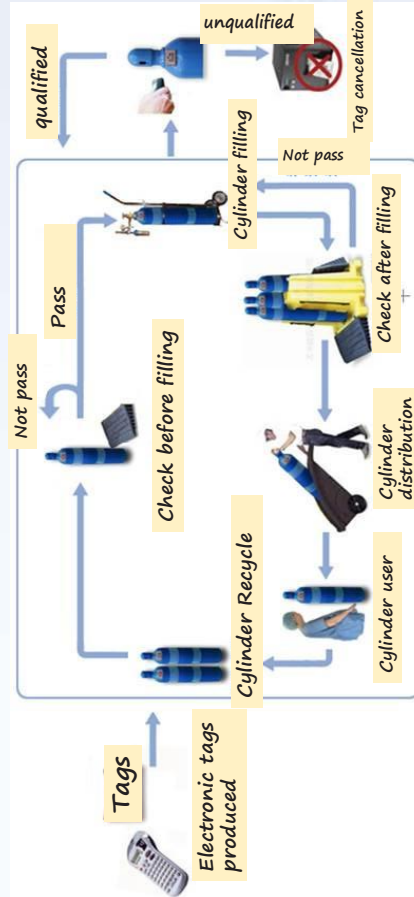 Tags
Electronic tags
produced
Cylinder Recycle
Not pass
Pass
Check before filling
qualified
unqualified
Tag cancellation
Cylinder filling
Not pass
Check after filling
Cylinder
distribution
Cylinder user